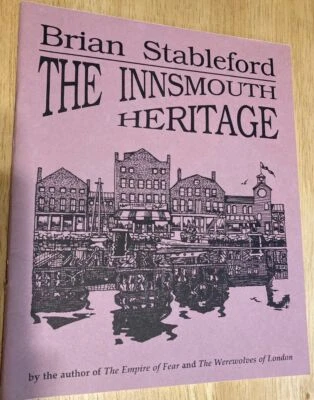 Brian Stableford
THE INNSMOUTH
HERITAGE
by the author of The Empire of Fear and The Werewolves of London